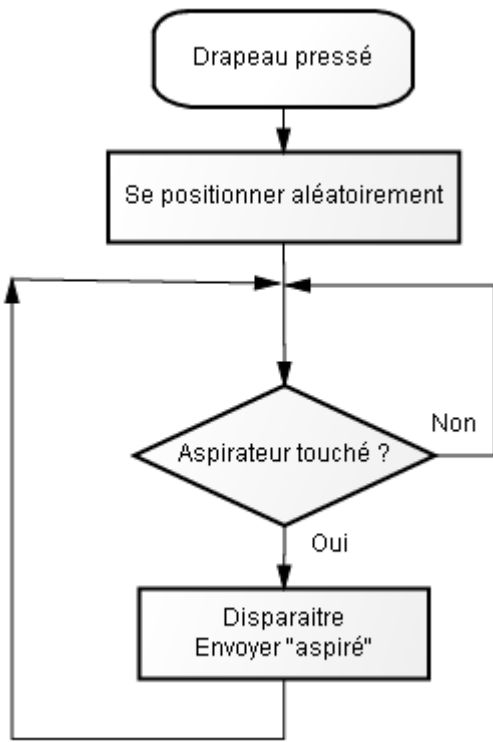 Drapeau pressé
Se positionner aléatoirement
Aspirateur touché ?
Non
Oui
Disparaitre
Envoyer "aspiré"